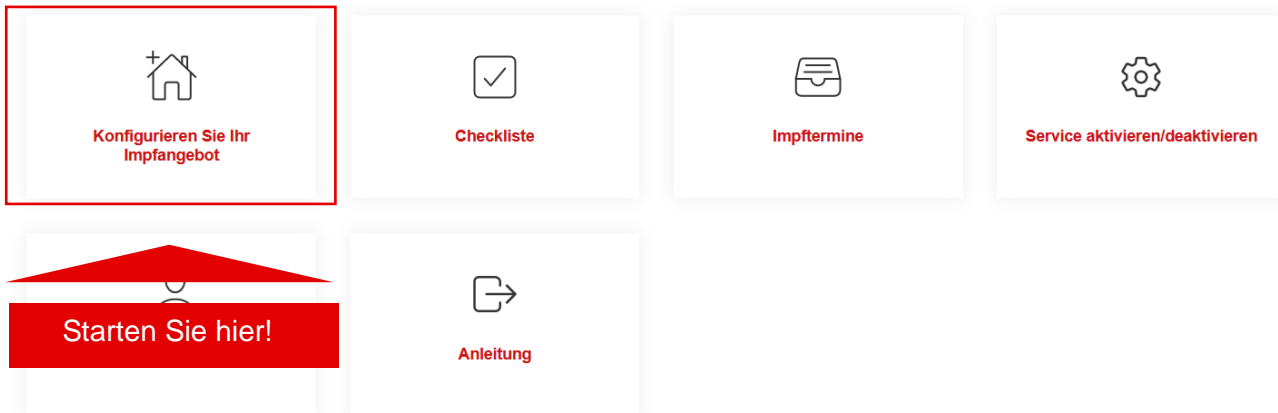 Konfigurieren Sie Ihr
Impfangebot
Checkliste
Impftermine
Service aktivieren/deaktivieren
Starten Sie hier!
Anleitung